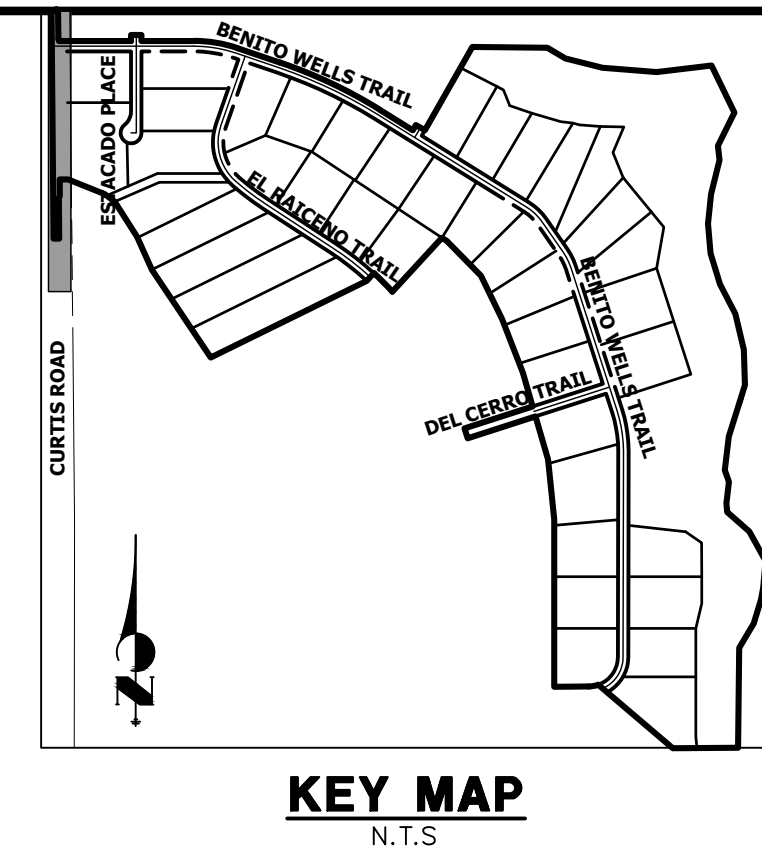 BENITO WELLS TRAIL
ESTACADO PLACE
EL RAICENO TRAIL
BENITO WELLS TRAIL
CURTIS ROAD
DEL CERRO TRAIL
N
KEY MAP
N.T.S